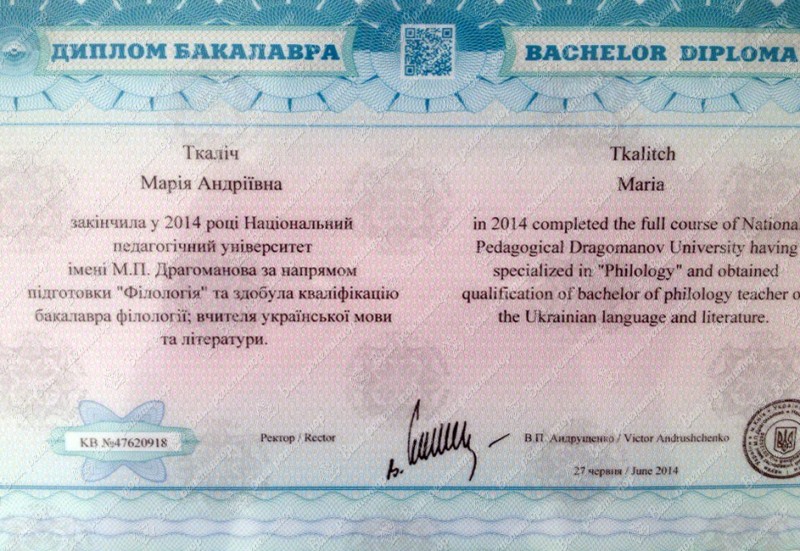 ДИПЛОМ БАКАЛАВРА
Ткаліч
Марія Андріївна
закінчила у 2014 році Національний
педагогічний університет
імені М.П. Драгоманова за напрямом
підготовки "Філологія" та здобула кваліфікацію
бакалавра філології; вчителя української мови
та літератури.
BACHELOR DIPLOMA
Tkalitch
Maria
in 2014 completed the full course of National
Pedagogical Dragomanov University having
specialized in "Philology" and obtained
qualification of bachelor of philology teacher o
the Ukrainian language and literature.
КВ №47620918
Ректор / Rector
В.П. Андрущенко / Victor Andrushchenko
27 червня / June 2014